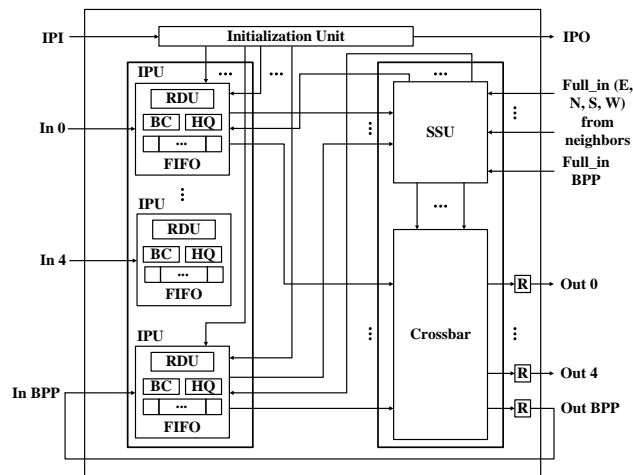 IPI
Initialization Unit
IPO
IPU
...
...
...
RDU
BC
HQ
...
FIFO
In 0
...
SSU
Full_in (E,
N, S, W)
from
neighbors
Full_in
BPP
...
...
...
IPU
RDU
BC
HQ
...
FIFO
In 4
Crossbar
R
Out 0
...
...
IPU
RDU
BC
HQ
...
FIFO
In BPP
R
Out 4
R
Out BPP